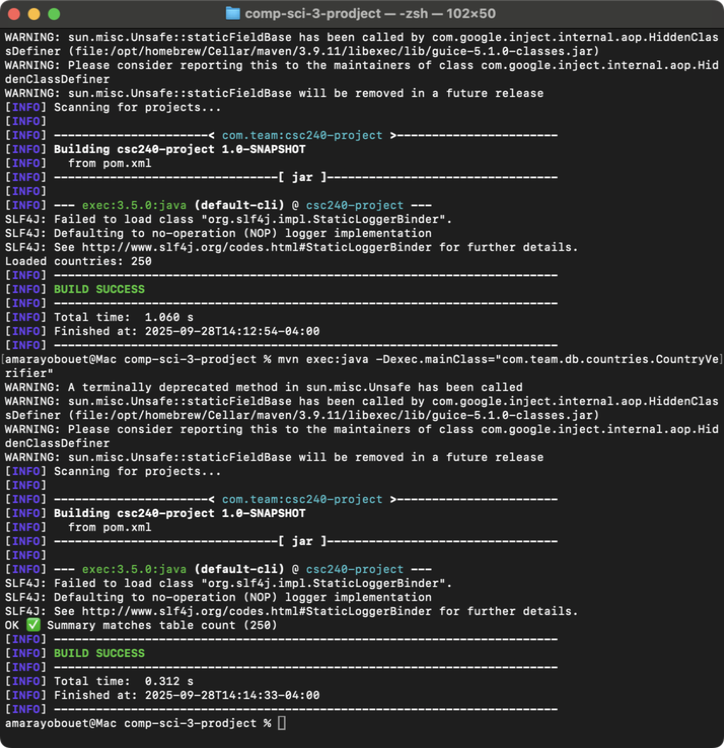 comp-sci-3-prodject — -zsh — 102×50
WARNING: sun.misc.Unsafe::staticFieldBase has been called by com.google.inject.internal.aop.HiddenClas
sDefiner (file:/opt/homebrew/Cellar/maven/3.9.11/libexec/lib/guice-5.1.0-classes.jar)
WARNING: Please consider reporting this to the maintainers of class com.google.inject.internal.aop.Hid
denClassDefiner
WARNING: sun.misc.Unsafe::staticFieldBase will be removed in a future release
[INFO] Scanning for projects...
[INFO]
[INFO] ----------------------< com.team:csc240-project >-----------------------
[INFO] Building csc240-project 1.0-SNAPSHOT
[INFO]   from pom.xml
[INFO] --------------------------------[ jar ]---------------------------------
[INFO]
[INFO] --- exec:3.5.0:java (default-cli) @ csc240-project ---
SLF4J: Failed to load class "org.slf4j.impl.StaticLoggerBinder".
SLF4J: Defaulting to no-operation (NOP) logger implementation
SLF4J: See http://www.slf4j.org/codes.html#StaticLoggerBinder for further details.
Loaded countries: 250
[INFO] ------------------------------------------------------------------------
[INFO] BUILD SUCCESS
[INFO] ------------------------------------------------------------------------
[INFO] Total time:  1.060 s
[INFO] Finished at: 2025-09-28T14:12:54-04:00
[INFO] ------------------------------------------------------------------------
[amarayobouet@Mac comp-sci-3-prodject % mvn exec:java -Dexec.mainClass="com.team.db.countries.CountryVe]
rifier"
WARNING: A terminally deprecated method in sun.misc.Unsafe has been called
WARNING: sun.misc.Unsafe::staticFieldBase has been called by com.google.inject.internal.aop.HiddenClas
sDefiner (file:/opt/homebrew/Cellar/maven/3.9.11/libexec/lib/guice-5.1.0-classes.jar)
WARNING: Please consider reporting this to the maintainers of class com.google.inject.internal.aop.Hid
denClassDefiner
WARNING: sun.misc.Unsafe::staticFieldBase will be removed in a future release
[INFO] Scanning for projects...
[INFO]
[INFO] ----------------------< com.team:csc240-project >-----------------------
[INFO] Building csc240-project 1.0-SNAPSHOT
[INFO]   from pom.xml
[INFO] --------------------------------[ jar ]---------------------------------
[INFO]
[INFO] --- exec:3.5.0:java (default-cli) @ csc240-project ---
SLF4J: Failed to load class "org.slf4j.impl.StaticLoggerBinder".
SLF4J: Defaulting to no-operation (NOP) logger implementation
SLF4J: See http://www.slf4j.org/codes.html#StaticLoggerBinder for further details.
OK ✅ Summary matches table count (250)
[INFO] ------------------------------------------------------------------------
[INFO] BUILD SUCCESS
[INFO] ------------------------------------------------------------------------
[INFO] Total time:  0.312 s
[INFO] Finished at: 2025-09-28T14:14:33-04:00
[INFO] ------------------------------------------------------------------------
amarayobouet@Mac comp-sci-3-prodject %